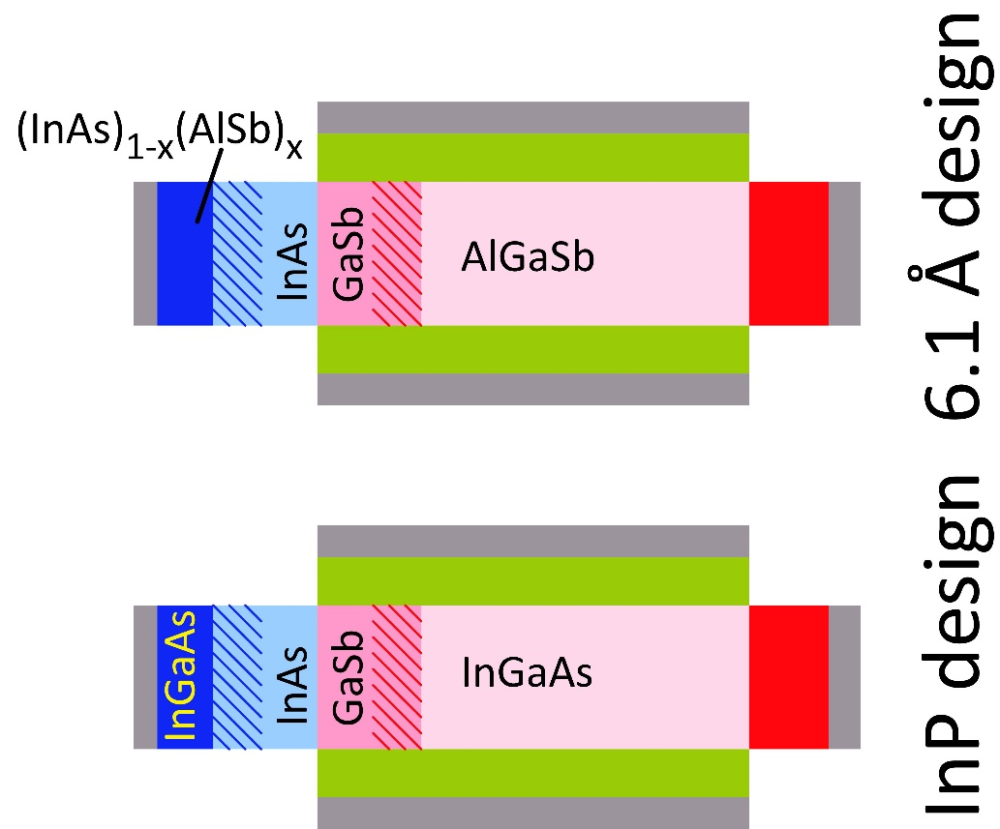 (InAs)1-x(AlSb)x
InAs
GaSb
AlGaSb
6.1 Å design
InGaAs
InAs
GaSb
InGaAs
InP design